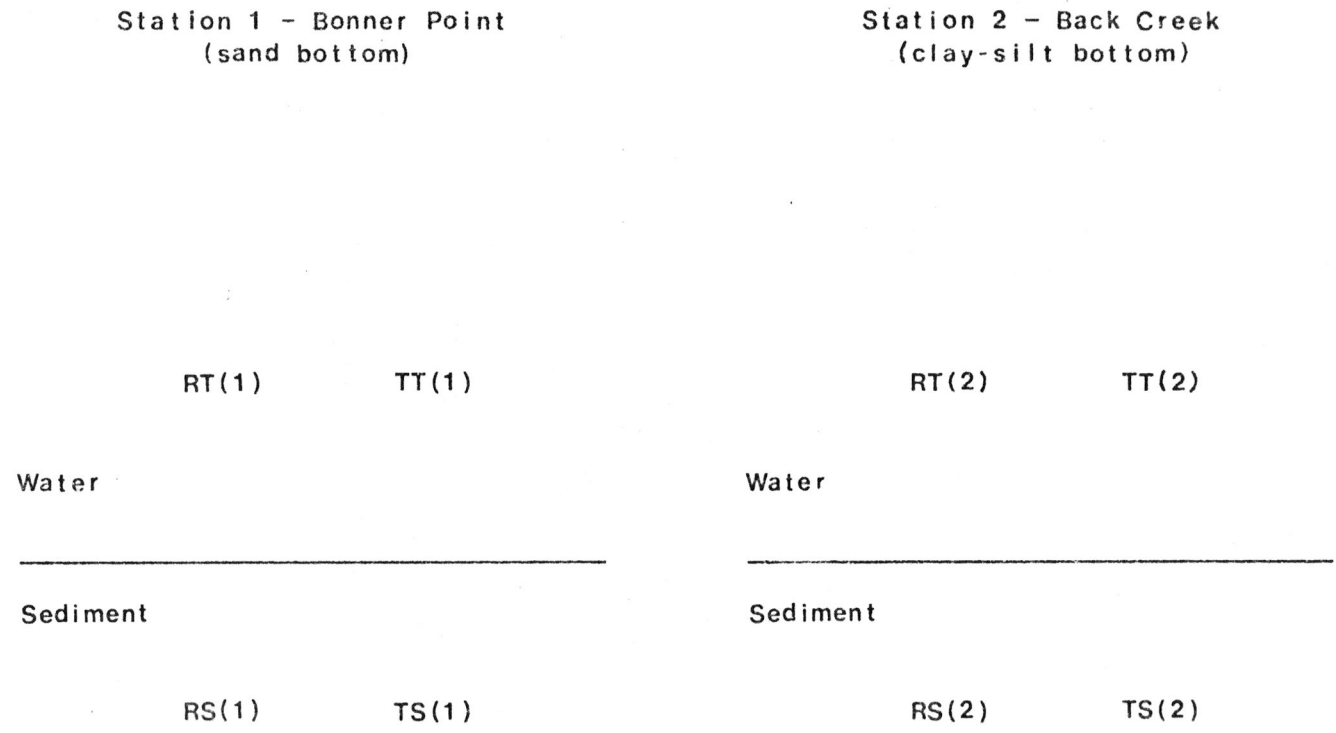 Station 1 - Bonner Point
(sand bottom)
RT(1) TT(1)
Water
Sediment
RS(1) TS(1)
Station 2 - Back Creek
(clay-silt bottom)
RT(2) TT(2)
Water
Sediment
RS(2) TS(2)